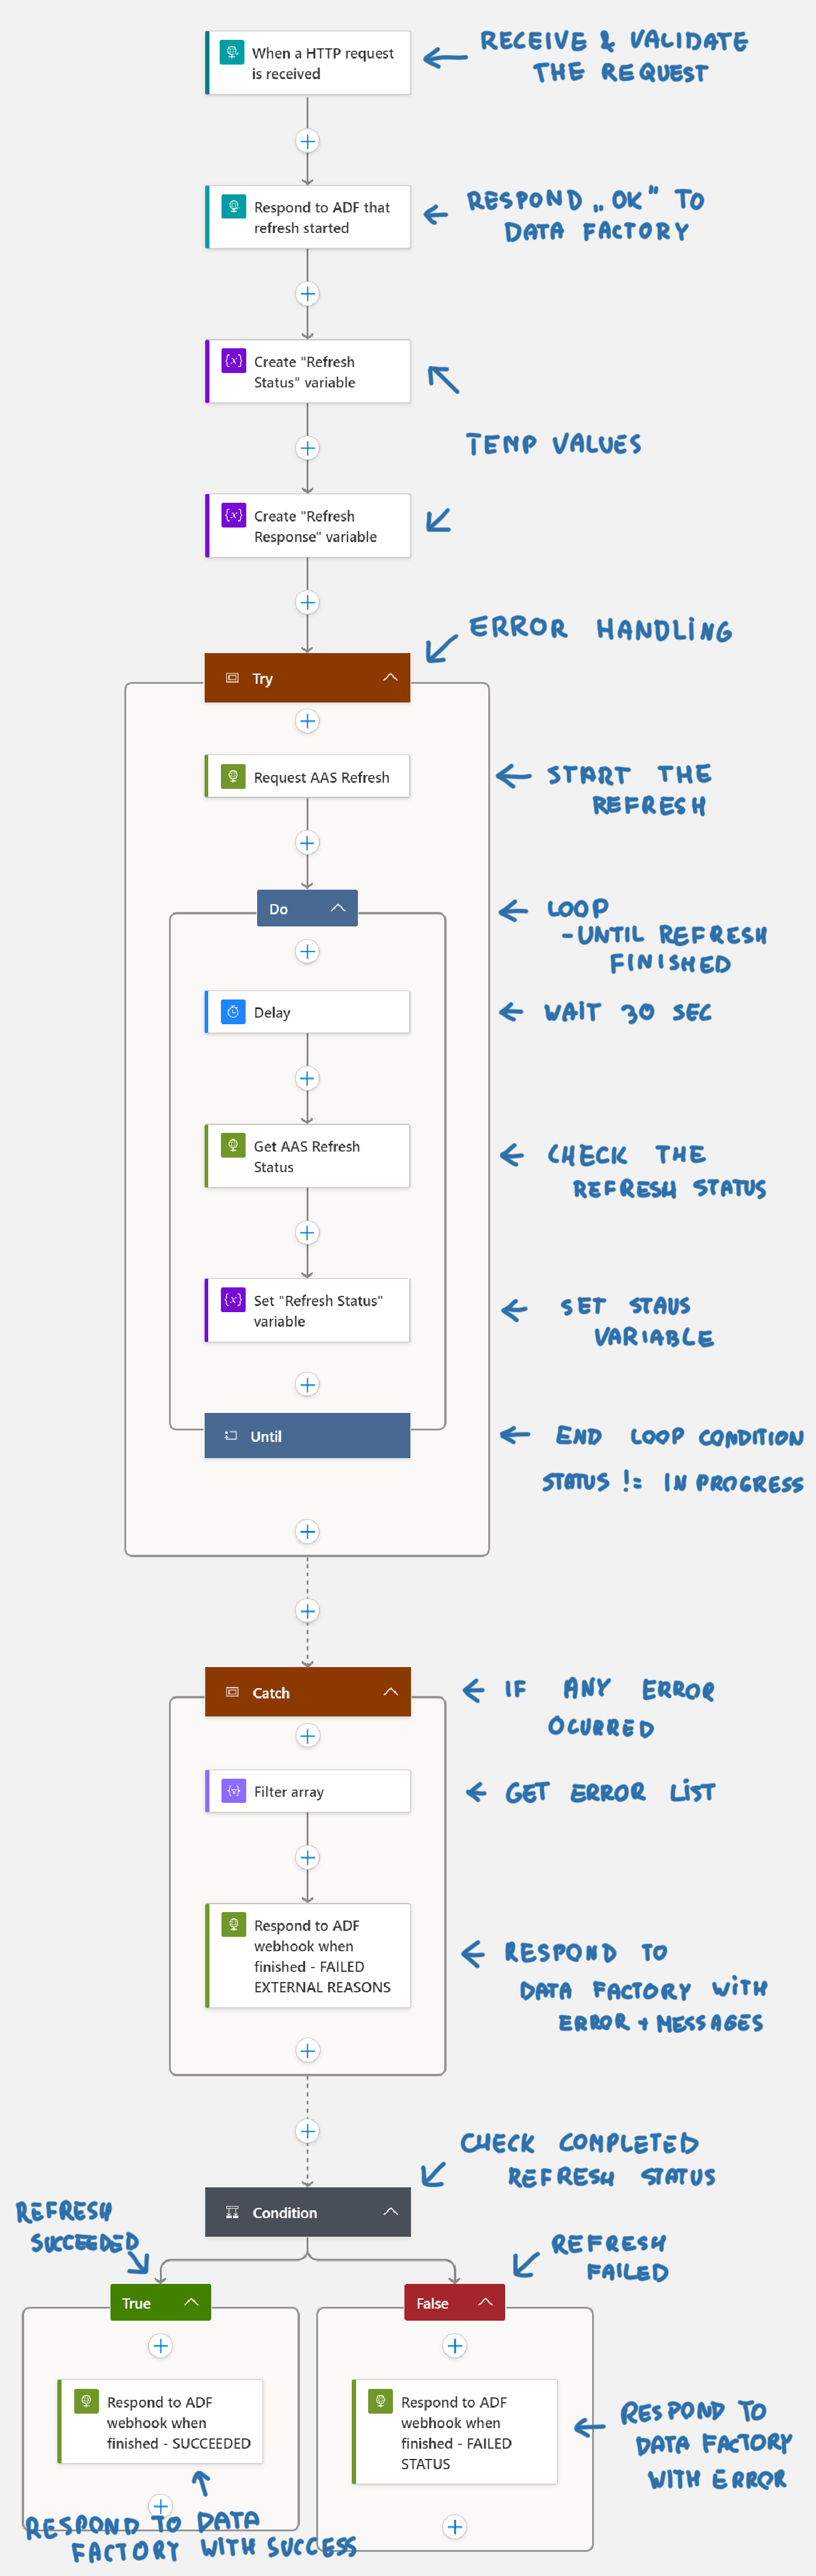 When a HTTP request
is received
RECEIVE & VALIDATE
THE REQUEST
Respond to ADF that
refresh started
RESPOND „OK” TO
DATA FACTORY
Create "Refresh
Status" variable
TEMP VALUES
Create "Refresh
Response" variable
ERROR HANDLING
Try
Request AAS Refresh
START THE
REFRESH
Do
LOOP
-UNTIL REFRESH
FINISHED
Delay
WAIT 30 SEC
Get AAS Refresh
Status
CHECK THE
REFRESH STATUS
Set "Refresh Status"
variable
SET STAUS
VARIABLE
Until
END LOOP CONDITION
STATUS != IN PROGRESS
Catch
IF ANY ERROR
OCURRED
Filter array
GET ERROR LIST
Respond to ADF
webhook when
finished - FAILED
EXTERNAL REASONS
RESPOND TO
DATA FACTORY WITH
ERROR + MESSAGES
CHECK COMPLETED
REFRESH STATUS
Condition
REFRESH
SUCCEEDED
REFRESH
FAILED
True
False
Respond to ADF
webhook when
finished - SUCCEEDED
Respond to ADF
webhook when
finished - FAILED
STATUS
RESPOND TO
DATA FACTORY
WITH ERROR
RESPOND TO DATA
FACTORY WITH SUCCESS